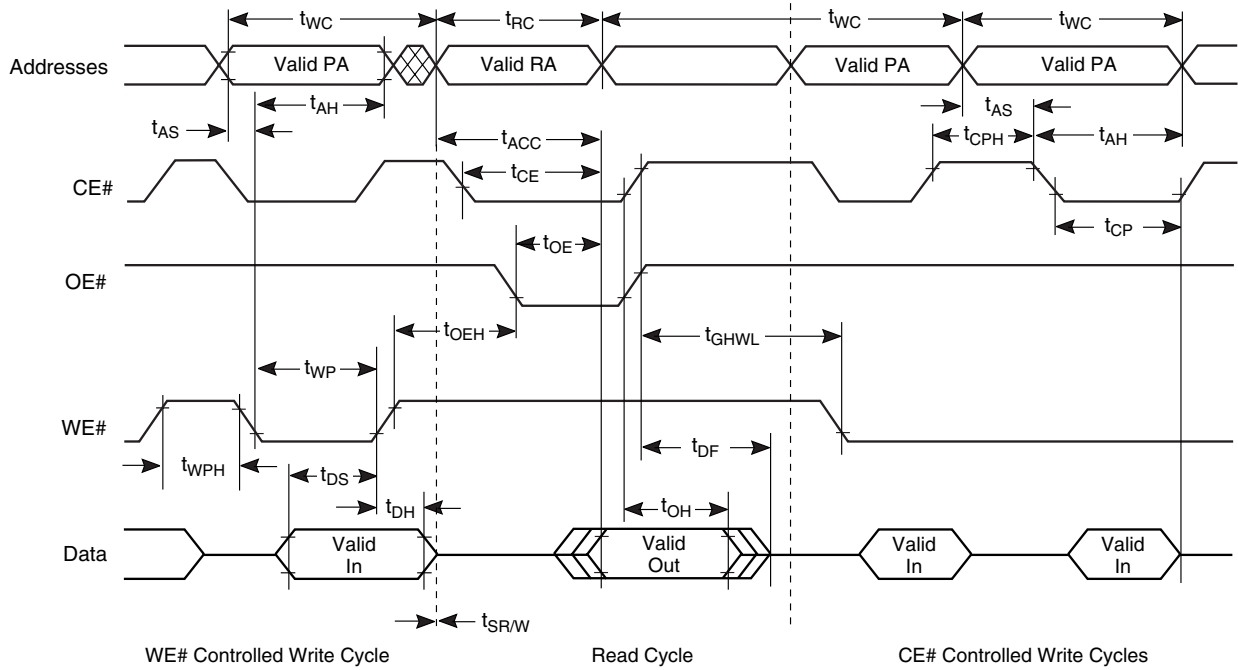 tWC tRC tWC tWC
Addresses Valid PA Valid RA Valid PA Valid PA
tAH tAS
tAS tCPH tAH
tACC
tCE
CE#
tCP
tOE
OE#
tOEH tGHWL
tWP
WE#
tDF
tWPH tDS
tDH tOH
Data Valid In Valid Out Valid In Valid In
tSR/W
WE# Controlled Write Cycle Read Cycle CE# Controlled Write Cycles